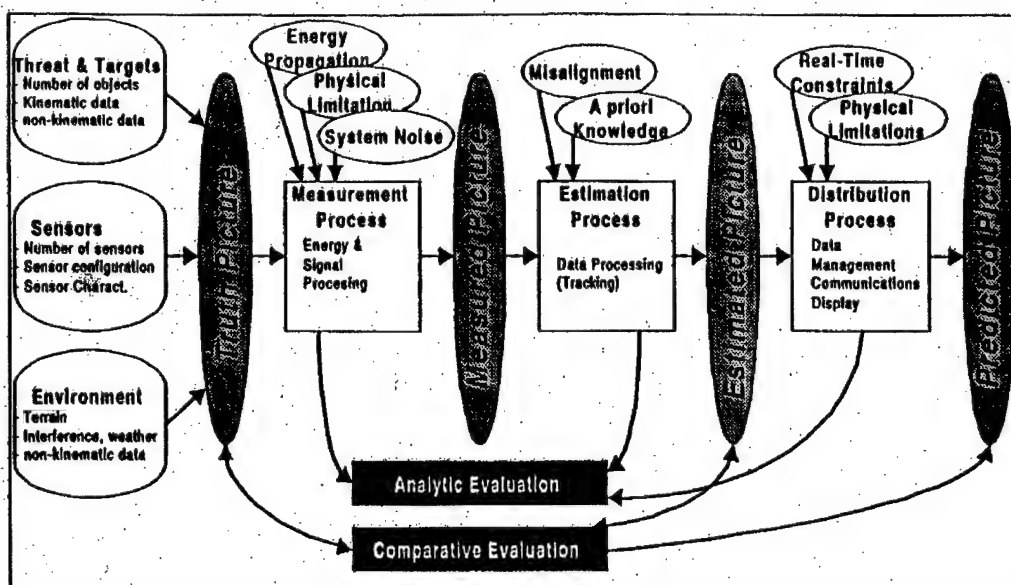 Threat & Targets
- Number of objects
- Kinematic data
- non-kinematic data
Sensors
- Number of sensors
- Sensor configuration
- Sensor Charact.
Environment
- Terrain
- Interference, weather
- non-kinematic data
Truth Picture
Energy
Propagation
Physical
Limitation
System Noise
Measurement
Process
Energy &
Signal
Procesing
Measured Picture
Misalignment
A priori
Knowledge
Estimation
Process
Data Processing
(Tracking)
Estimated Picture
Real-Time
Constraints
Physical
Limitations
Distribution
Process
Data
Management
Communications
Display
Predicted Picture
Analytic Evaluation
Comparative Evaluation